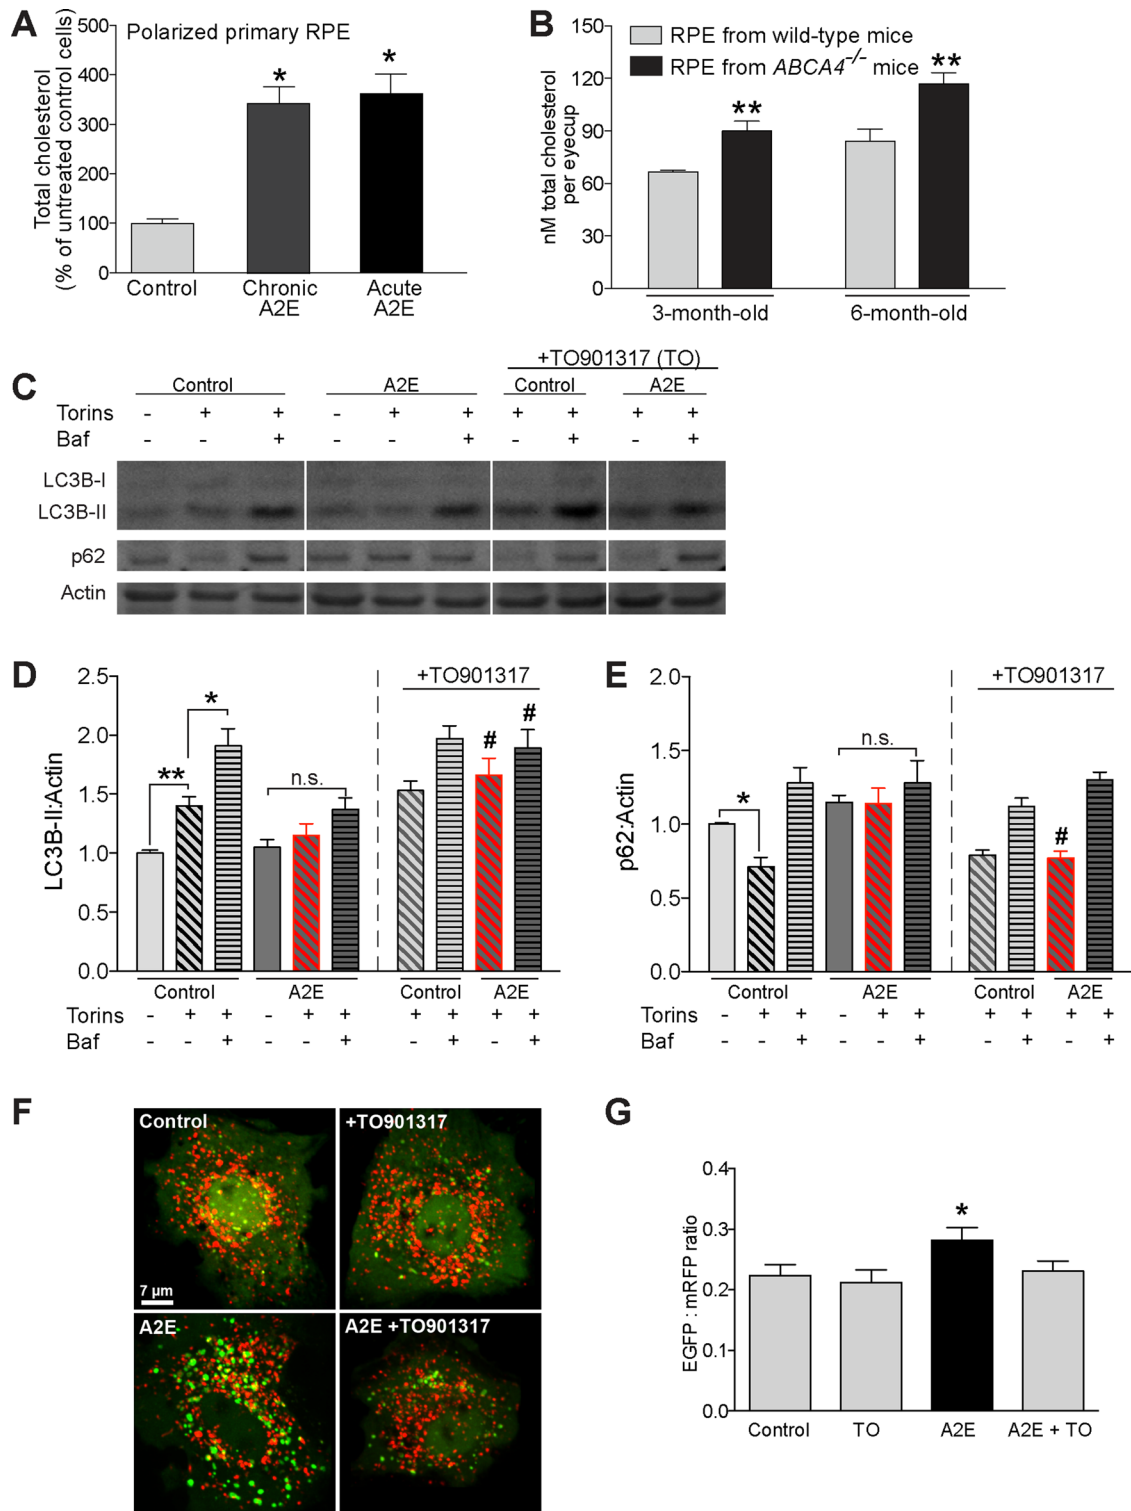 A
Polarized primary RPE
Total cholesterol
(% of untreated control cells)
500
400
300
200
100
0
*
*
Control
Chronic
A2E
Acute
A2E
B
RPE from wild-type mice
RPE from ABCA4-/- mice
nM total cholesterol
per eyecup
150
120
90
60
30
0
**
**
3-month-old
6-month-old
C
+TO901317 (TO)
Control
A2E
Control
A2E
Torins - + + - + + + + + +
Baf - - + - - + - + - +
LC3B-I
LC3B-II
p62
Actin
D
+TO901317
LC3B-II:Actin
2.5
2.0
1.5
1.0
0.5
0.0
**
*
n.s.
#
#
Control
A2E
Control
A2E
Torins - + + - + + + + + +
Baf - - + - - + - + - +
E
+TO901317
p62:Actin
2.0
1.5
1.0
0.5
0.0
*
n.s.
#
Control
A2E
Control
A2E
Torins - + + - + + + + + +
Baf - - + - - + - + - +
F
Control
+TO901317
7 µm
A2E
A2E +TO901317
G
EGFP : mRFP ratio
0.4
0.3
0.2
0.1
0.0
*
Control
TO
A2E
A2E + TO